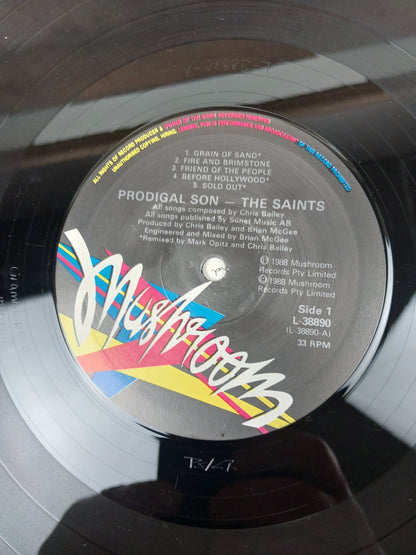 L-38890-A
ALL RIGHTS OF RECORD PRODUCER & OWNER OF THE WORK RECORDED RESERVED
UNAUTHORISED COPYING, HIRING, LENDING, PUBLIC PERFORMANCE AND BROADCASTING OF THIS RECORD PROHIBITED
1. GRAIN OF SAND*
2. FIRE AND BRIMSTONE
3. FRIEND OF THE PEOPLE
4. BEFORE HOLLYWOOD*
5. SOLD OUT*
PRODIGAL SON — THE SAINTS
All songs composed by Chris Bailey
All songs published by Sonet Music AB
Produced by Chris Bailey and Brian McGee
Engineered and Mixed by Brian McGee
*Remixed by Mark Opitz and Chris Bailey
Ⓟ1988 Mushroom
Records Pty Limited
©1988 Mushroom
Records Pty Limited
Side 1
L-38890
(L-38890-A)
33 RPM
Mushroom